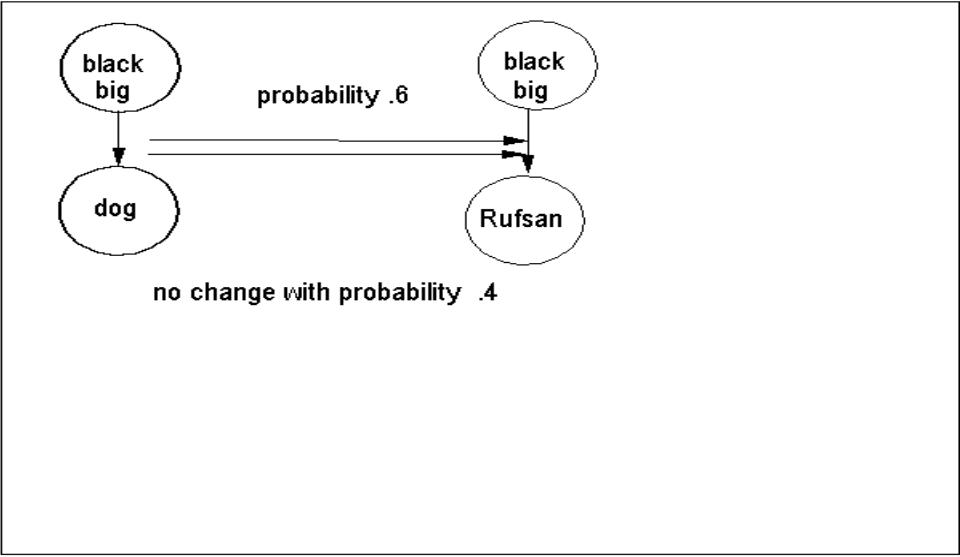 black
big
probability .6
black
big
dog
Rufsan
no change with probability .4